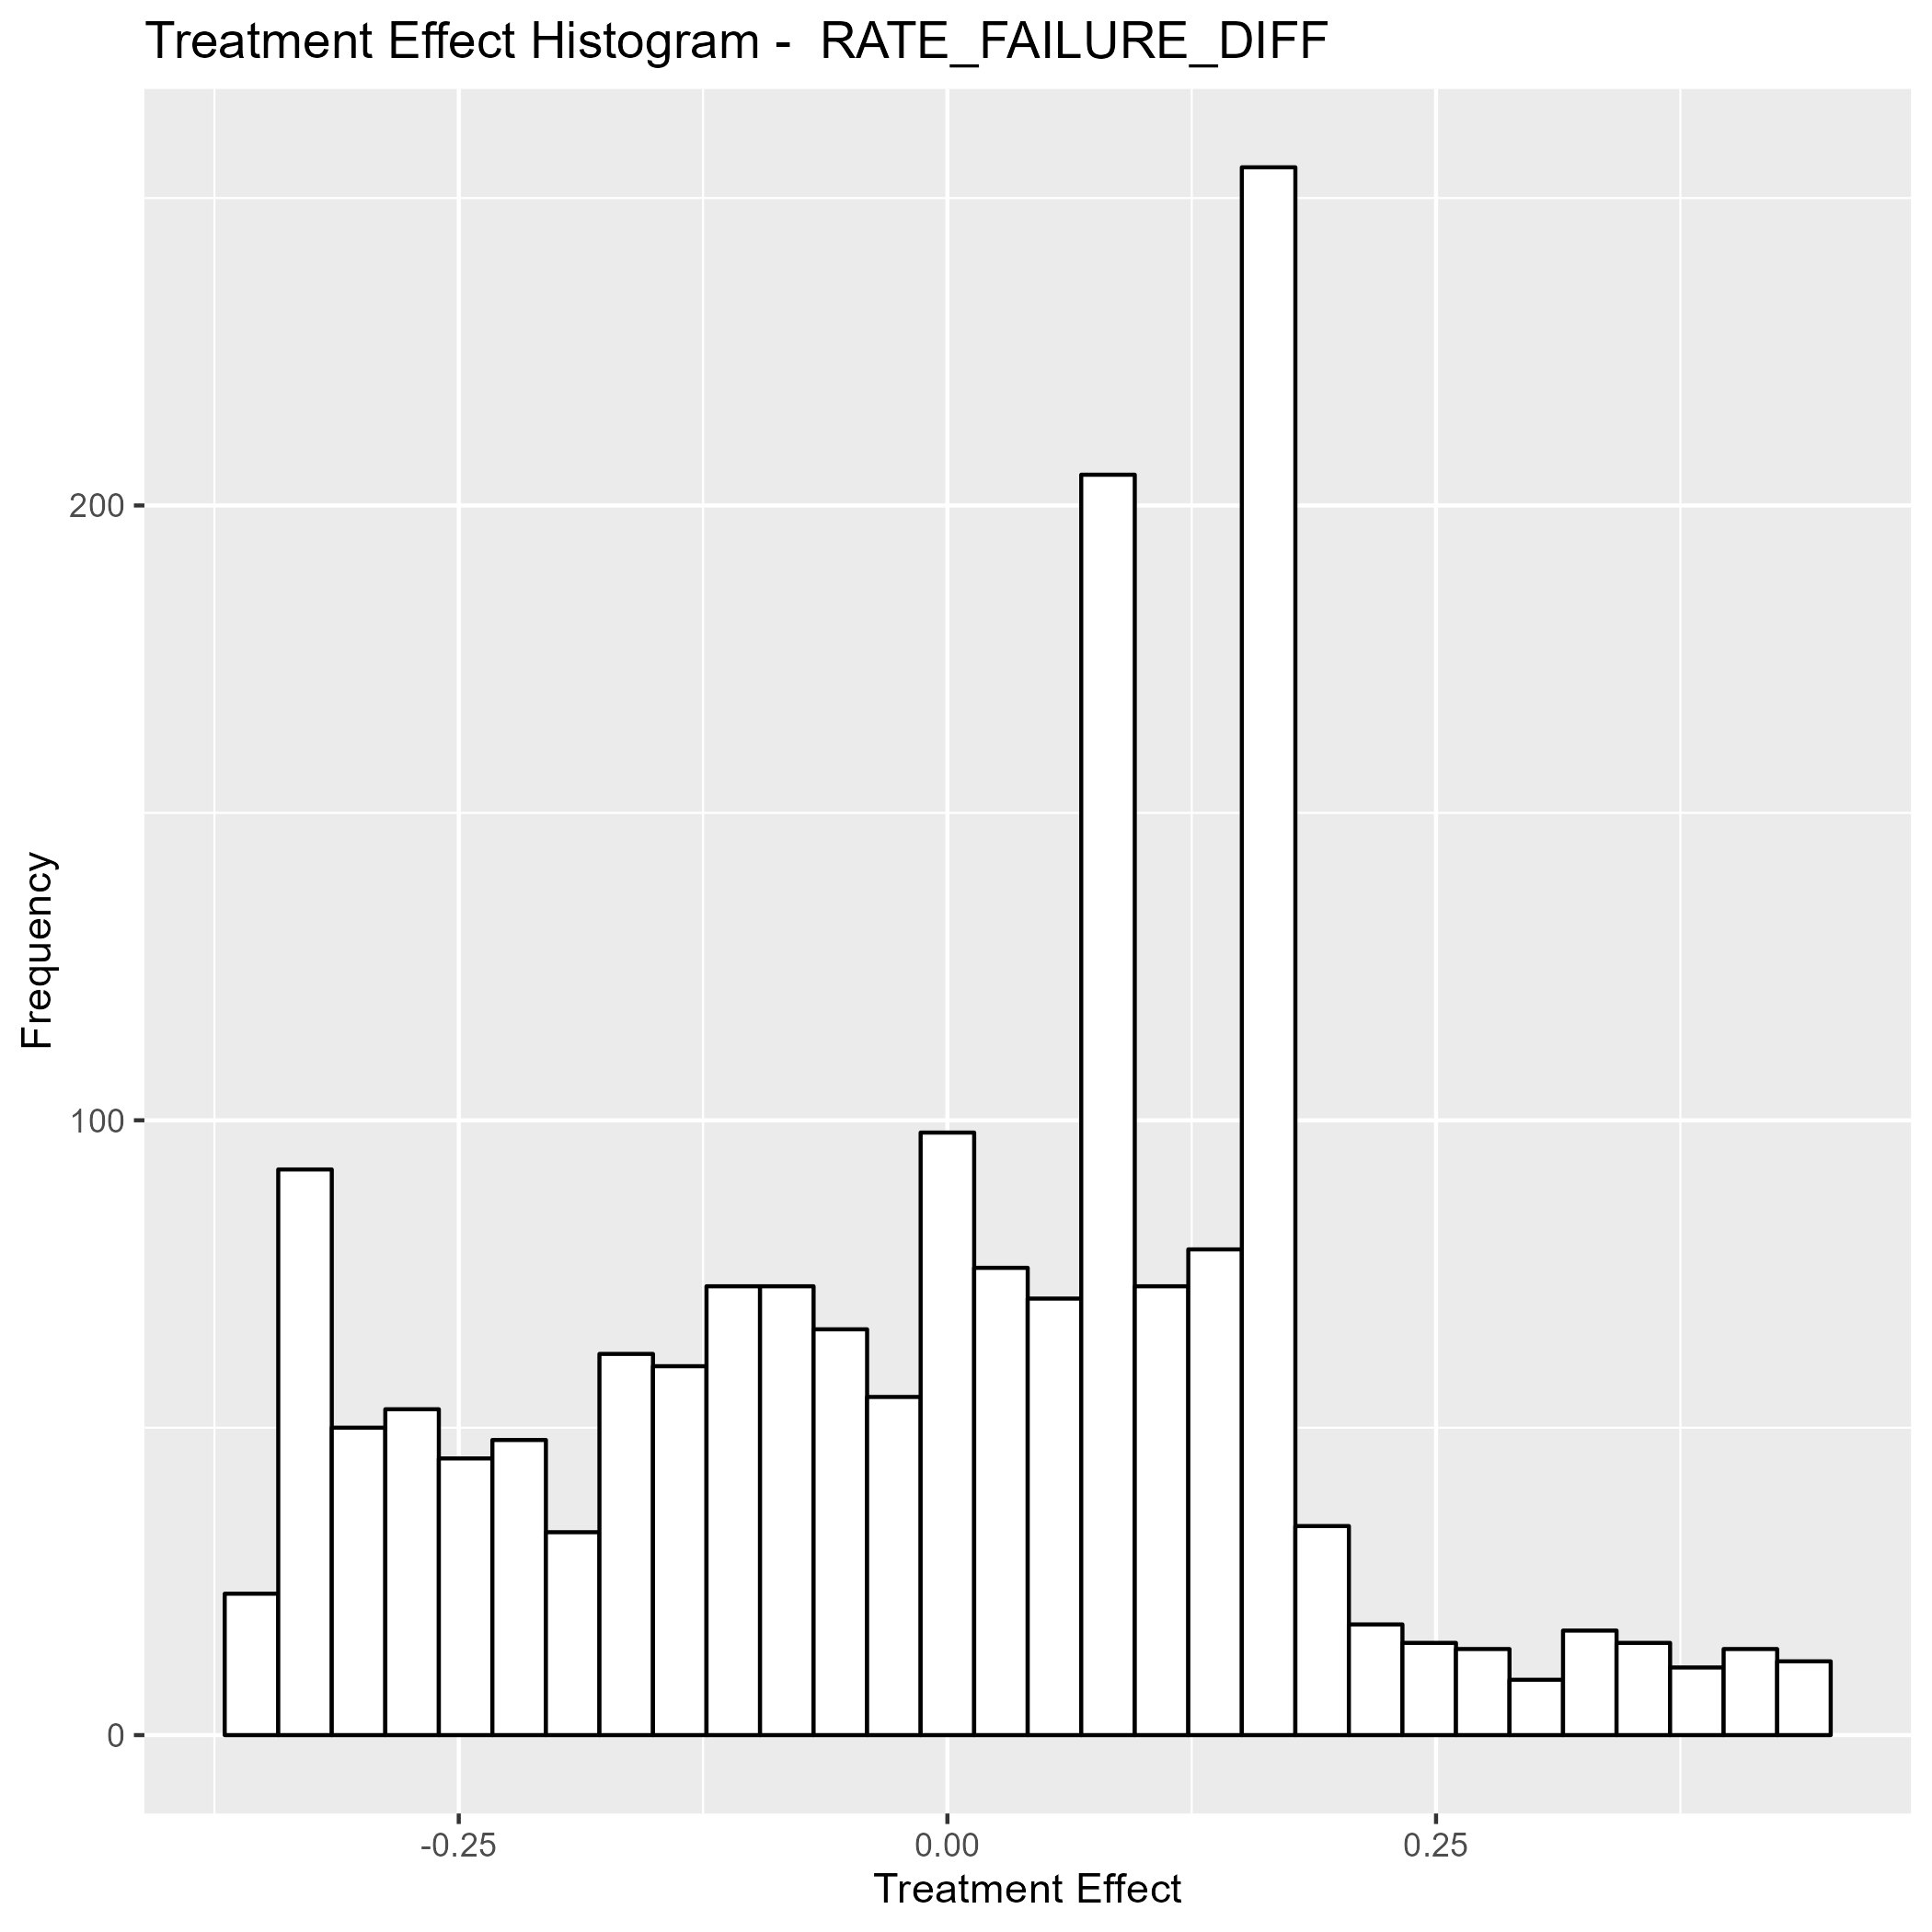 Treatment Effect Histogram -  RATE_FAILURE_DIFF
Frequency
200
100
0
-0.25 0.00 0.25
Treatment Effect